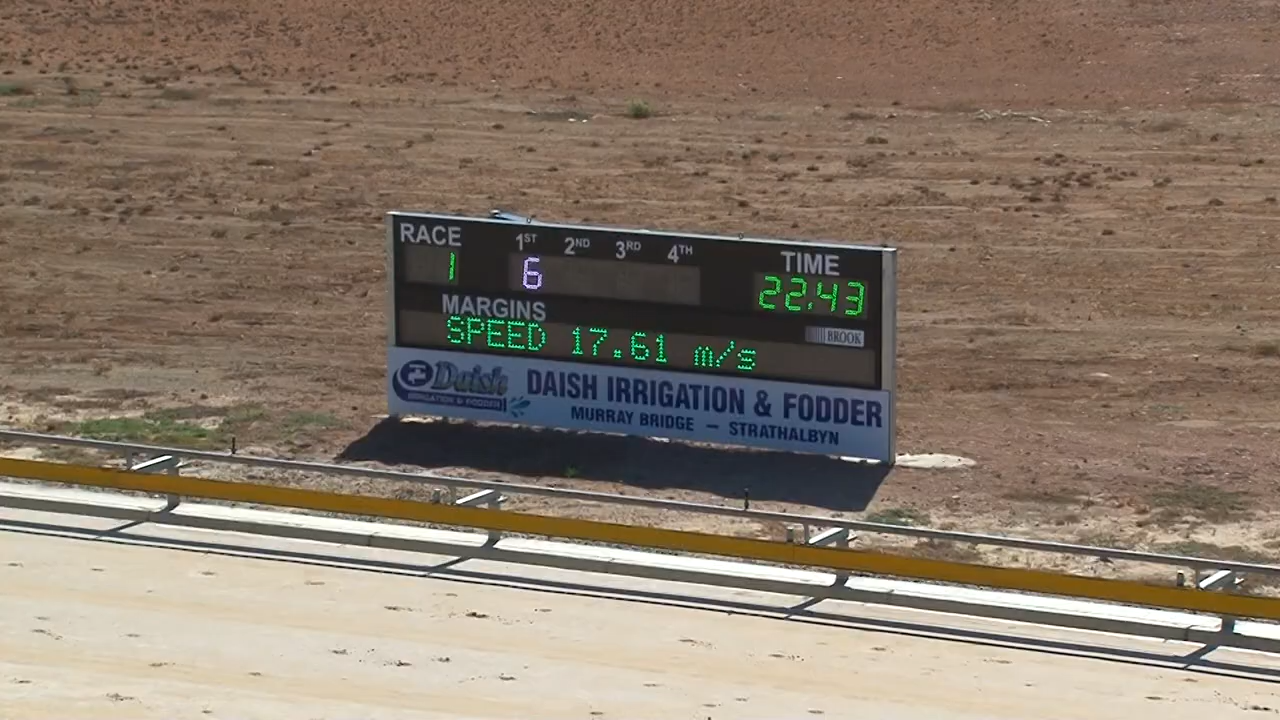 RACE 1ST 2ND 3RD 4TH TIME
1 6 22.43
MARGINS
BROOK
SPEED 17.61 m/s
Daish
IRRIGATION & FODDER
DAISH IRRIGATION & FODDER
MURRAY BRIDGE – STRATHALBYN